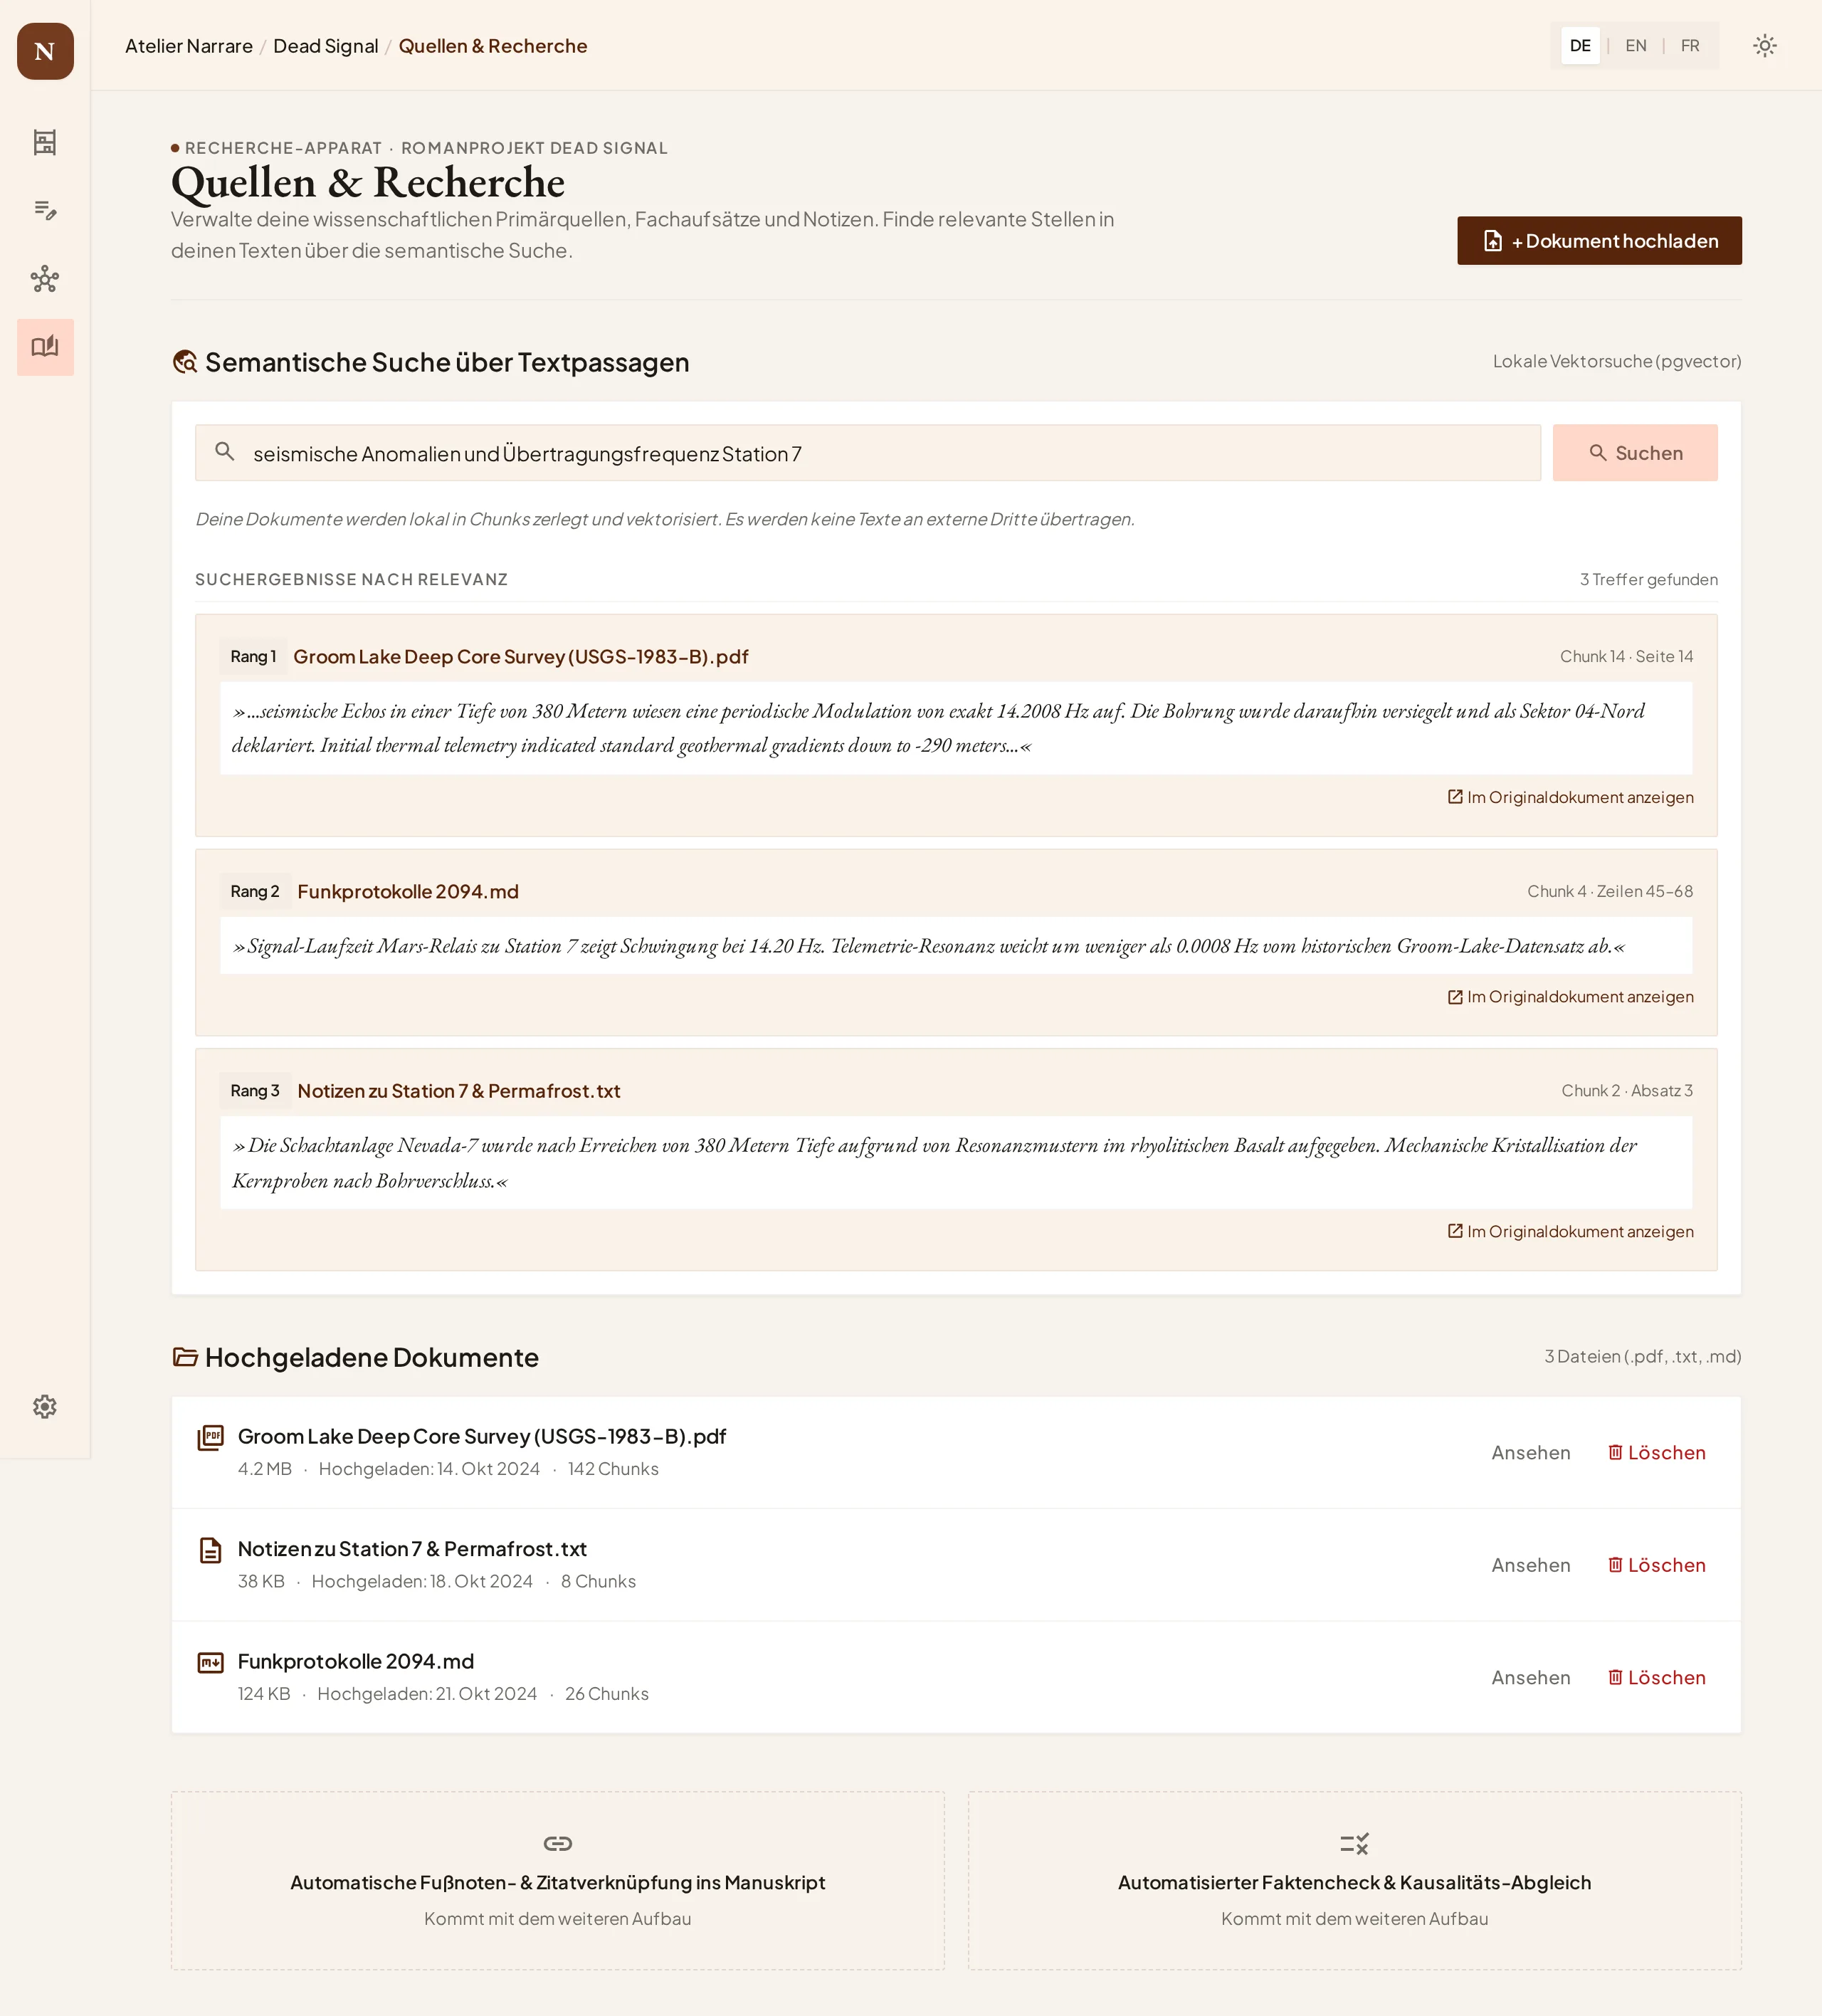 N
Atelier Narrare / Dead Signal / Quellen & Recherche
DE | EN | FR
RECHERCHE-APPARAT · ROMANPROJEKT DEAD SIGNAL
Quellen & Recherche
Verwalte deine wissenschaftlichen Primärquellen, Fachaufsätze und Notizen. Finde relevante Stellen in
deinen Texten über die semantische Suche.
+ Dokument hochladen
Semantische Suche über Textpassagen
Lokale Vektorsuche (pgvector)
seismische Anomalien und Übertragungsfrequenz Station 7
Suchen
Deine Dokumente werden lokal in Chunks zerlegt und vektorisiert. Es werden keine Texte an externe Dritte übertragen.
SUCHERGEBNISSE NACH RELEVANZ
3 Treffer gefunden
Rang 1 Groom Lake Deep Core Survey (USGS-1983-B).pdf
Chunk 14 · Seite 14
»...seismische Echos in einer Tiefe von 380 Metern wiesen eine periodische Modulation von exakt 14.2008 Hz auf. Die Bohrung wurde daraufhin versiegelt und als Sektor 04-Nord
deklariert. Initial thermal telemetry indicated standard geothermal gradients down to -290 meters...«
Im Originaldokument anzeigen
Rang 2 Funkprotokolle 2094.md
Chunk 4 · Zeilen 45–68
»Signal-Laufzeit Mars-Relais zu Station 7 zeigt Schwingung bei 14.20 Hz. Telemetrie-Resonanz weicht um weniger als 0.0008 Hz vom historischen Groom-Lake-Datensatz ab.«
Im Originaldokument anzeigen
Rang 3 Notizen zu Station 7 & Permafrost.txt
Chunk 2 · Absatz 3
»Die Schachtanlage Nevada-7 wurde nach Erreichen von 380 Metern Tiefe aufgrund von Resonanzmustern im rhyolitischen Basalt aufgegeben. Mechanische Kristallisation der
Kernproben nach Bohrverschluss.«
Im Originaldokument anzeigen
Hochgeladene Dokumente
3 Dateien (.pdf, .txt, .md)
PDF
Groom Lake Deep Core Survey (USGS-1983-B).pdf
4.2 MB · Hochgeladen: 14. Okt 2024 · 142 Chunks
Ansehen Löschen
Notizen zu Station 7 & Permafrost.txt
38 KB · Hochgeladen: 18. Okt 2024 · 8 Chunks
Ansehen Löschen
Funkprotokolle 2094.md
124 KB · Hochgeladen: 21. Okt 2024 · 26 Chunks
Ansehen Löschen
Automatische Fußnoten- & Zitatverknüpfung ins Manuskript
Kommt mit dem weiteren Aufbau
Automatisierter Faktencheck & Kausalitäts-Abgleich
Kommt mit dem weiteren Aufbau